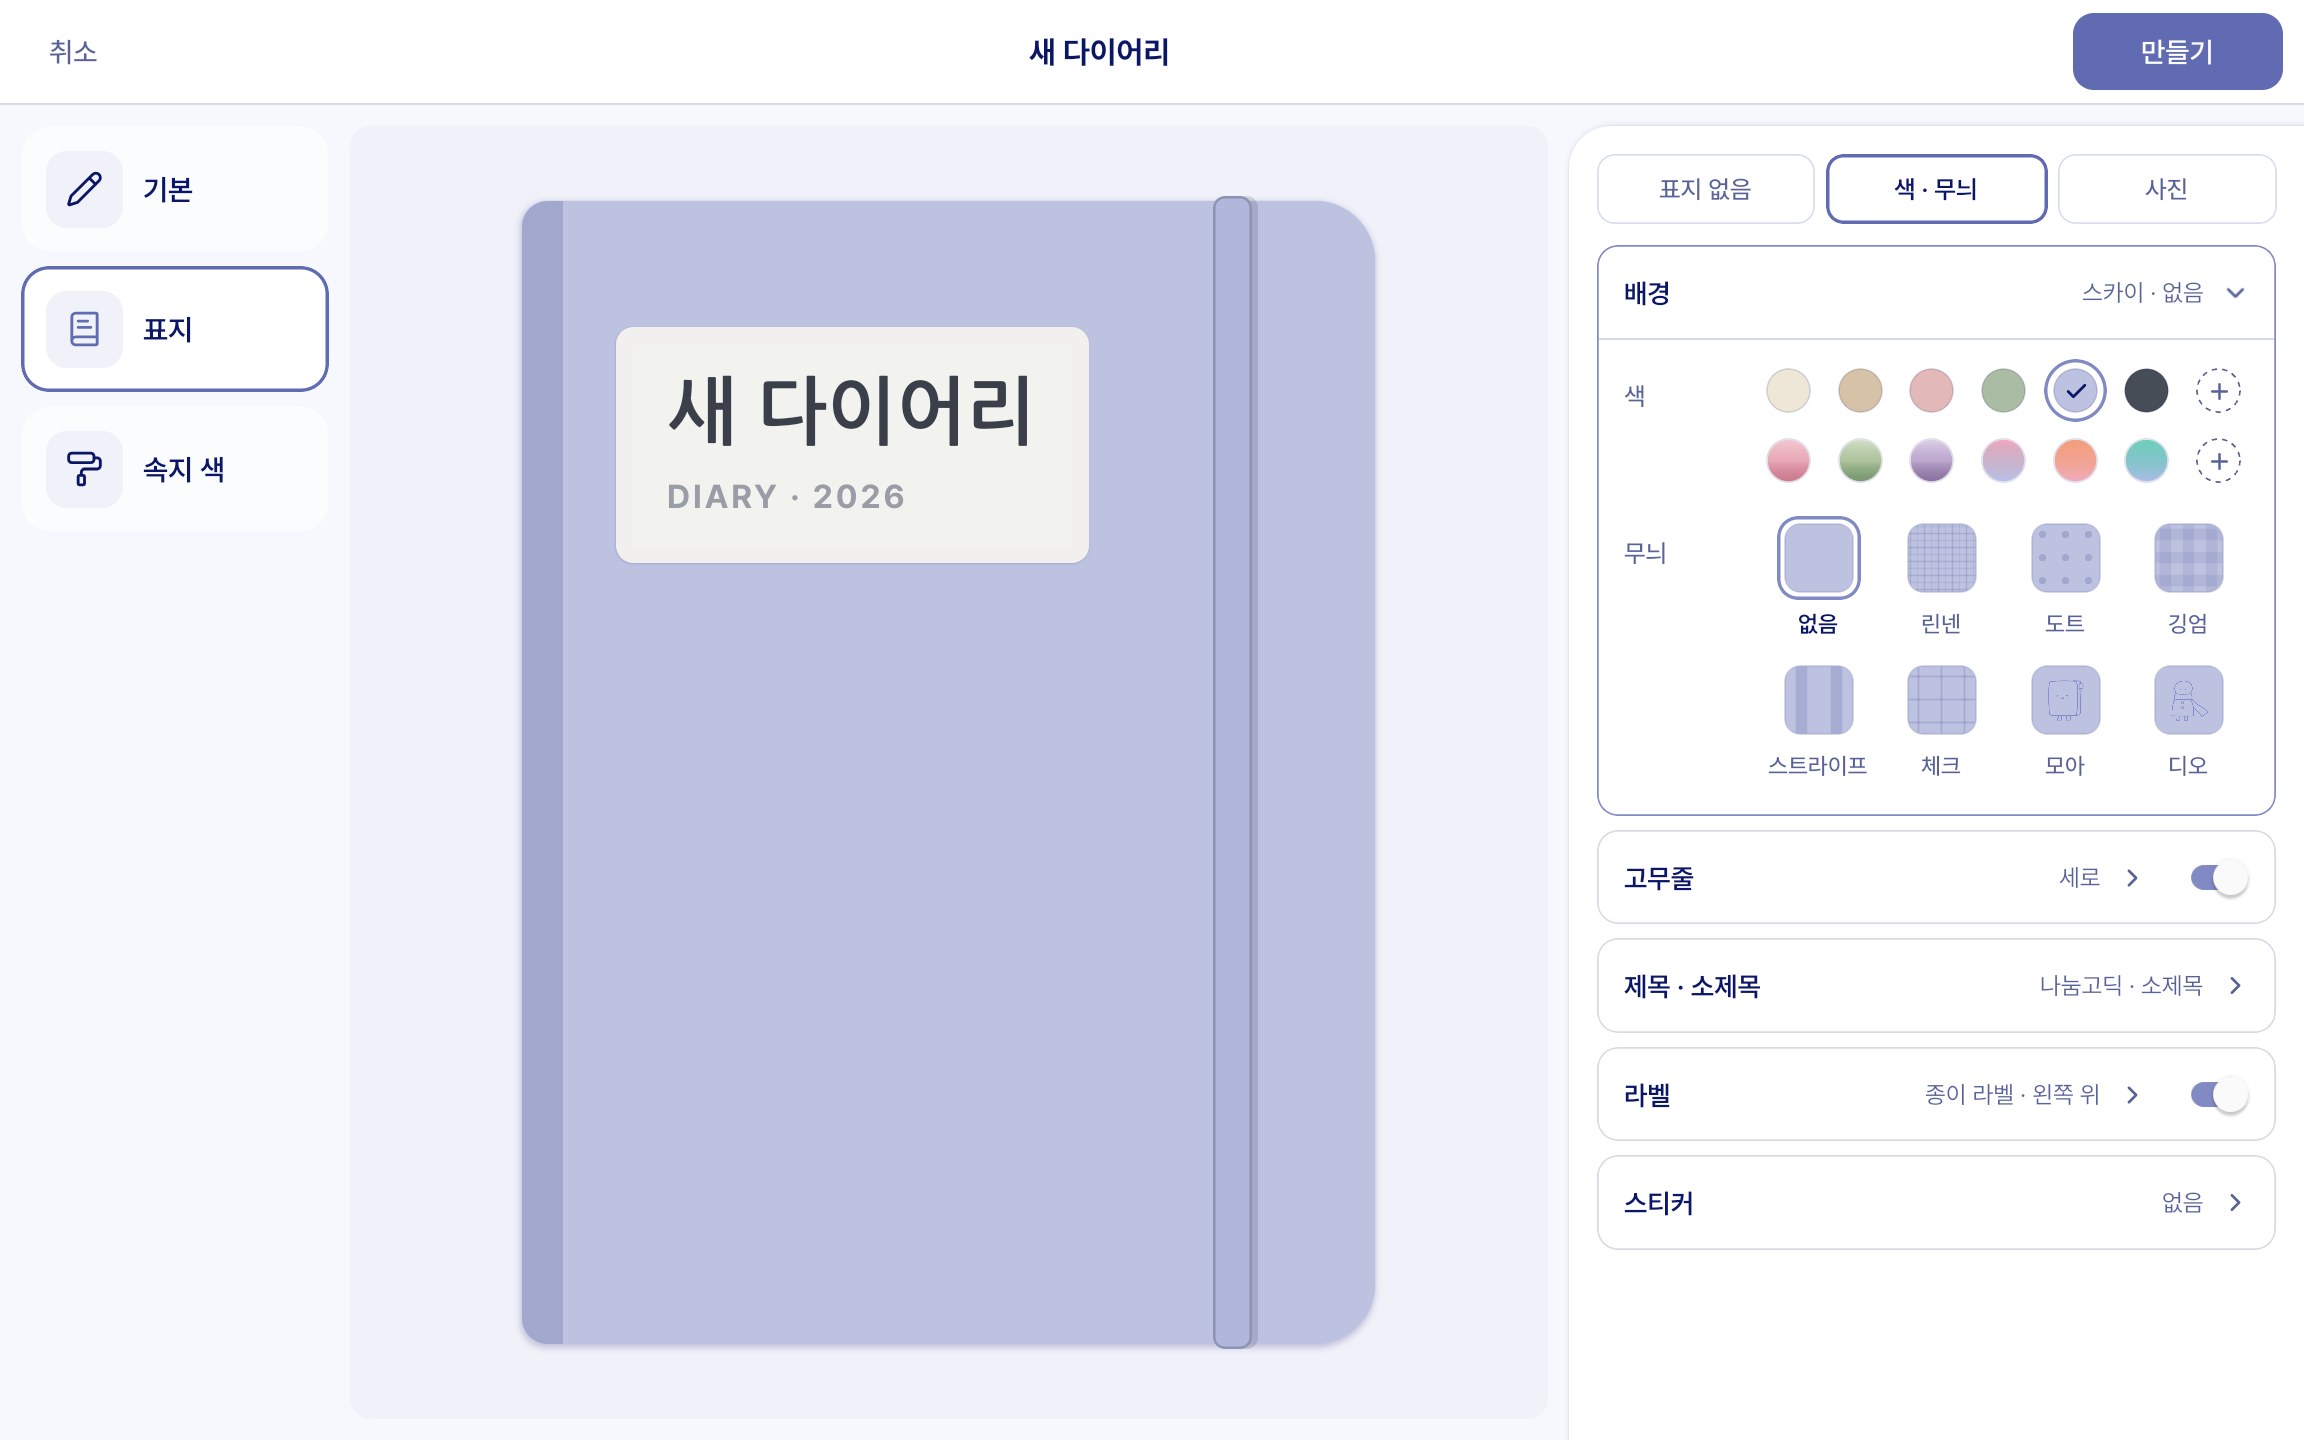 취소
새 다이어리
만들기
기본
표지
속지 색
새 다이어리
DIARY · 2026
표지 없음
색 · 무늬
사진
배경
스카이 · 없음
색
무늬
없음
린넨
도트
깅엄
스트라이프
체크
모아
디오
고무줄
세로
제목 · 소제목
나눔고딕 · 소제목
라벨
종이 라벨 · 왼쪽 위
스티커
없음